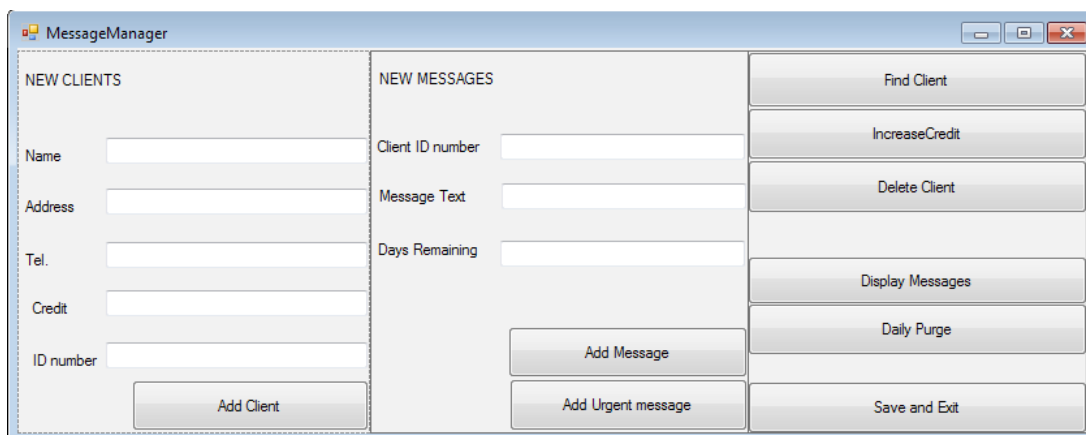 MessageManager
NEW CLIENTS
Name
Address
Tel.
Credit
ID number
Add Client
NEW MESSAGES
Client ID number
Message Text
Days Remaining
Add Message
Add Urgent message
Find Client
IncreaseCredit
Delete Client
Display Messages
Daily Purge
Save and Exit